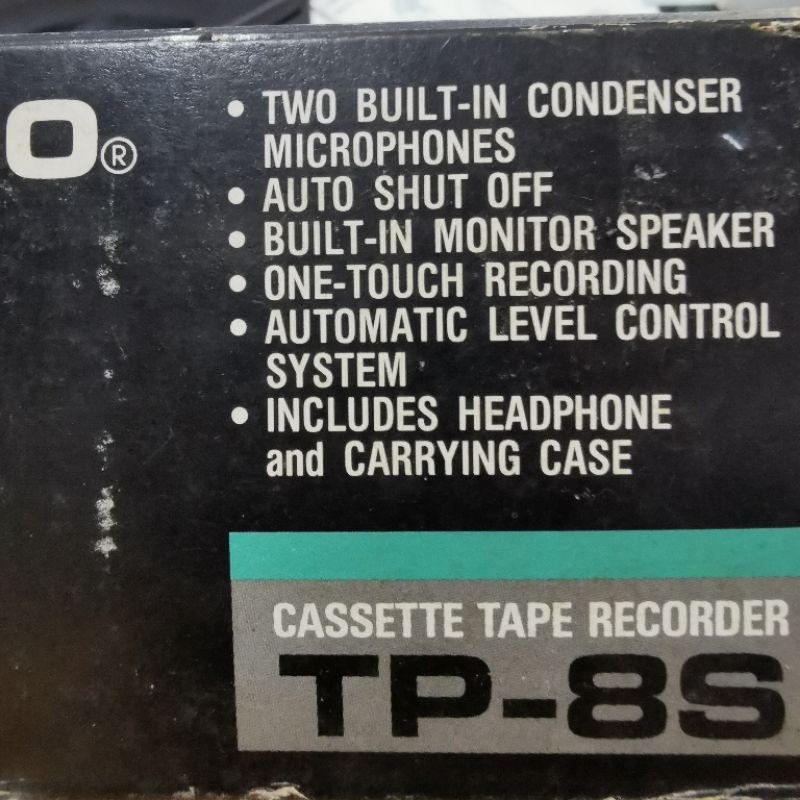 O®
• TWO BUILT-IN CONDENSER
MICROPHONES
• AUTO SHUT OFF
• BUILT-IN MONITOR SPEAKER
• ONE-TOUCH RECORDING
• AUTOMATIC LEVEL CONTROL
SYSTEM
• INCLUDES HEADPHONE
and CARRYING CASE
CASSETTE TAPE RECORDER
TP-8S